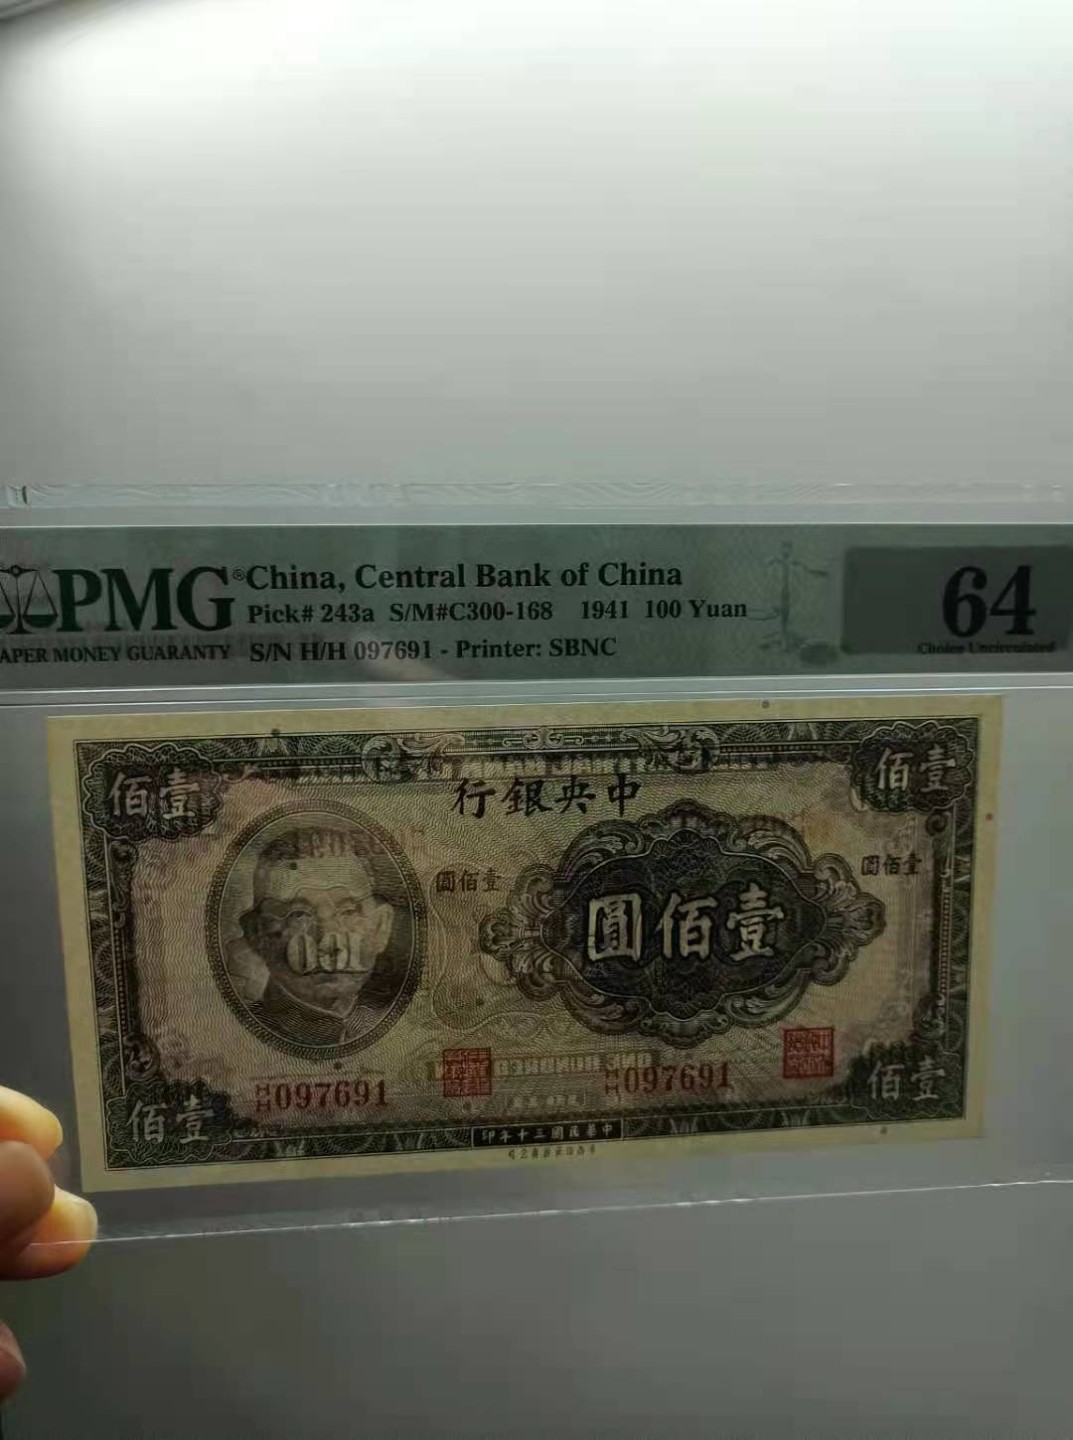 PMG® China, Central Bank of China
Pick# 243a S/M#C300-168 1941 100 Yuan
APER MONEY GUARANTY S/N H/H 097691 - Printer: SBNC
64
Choice Uncirculated
佰壹
行銀央中
佰壹
圓佰壹
圓佰壹
圓佰壹
100
H/H 097691
H/H 097691
佰壹
印年十三國民華中
佰壹